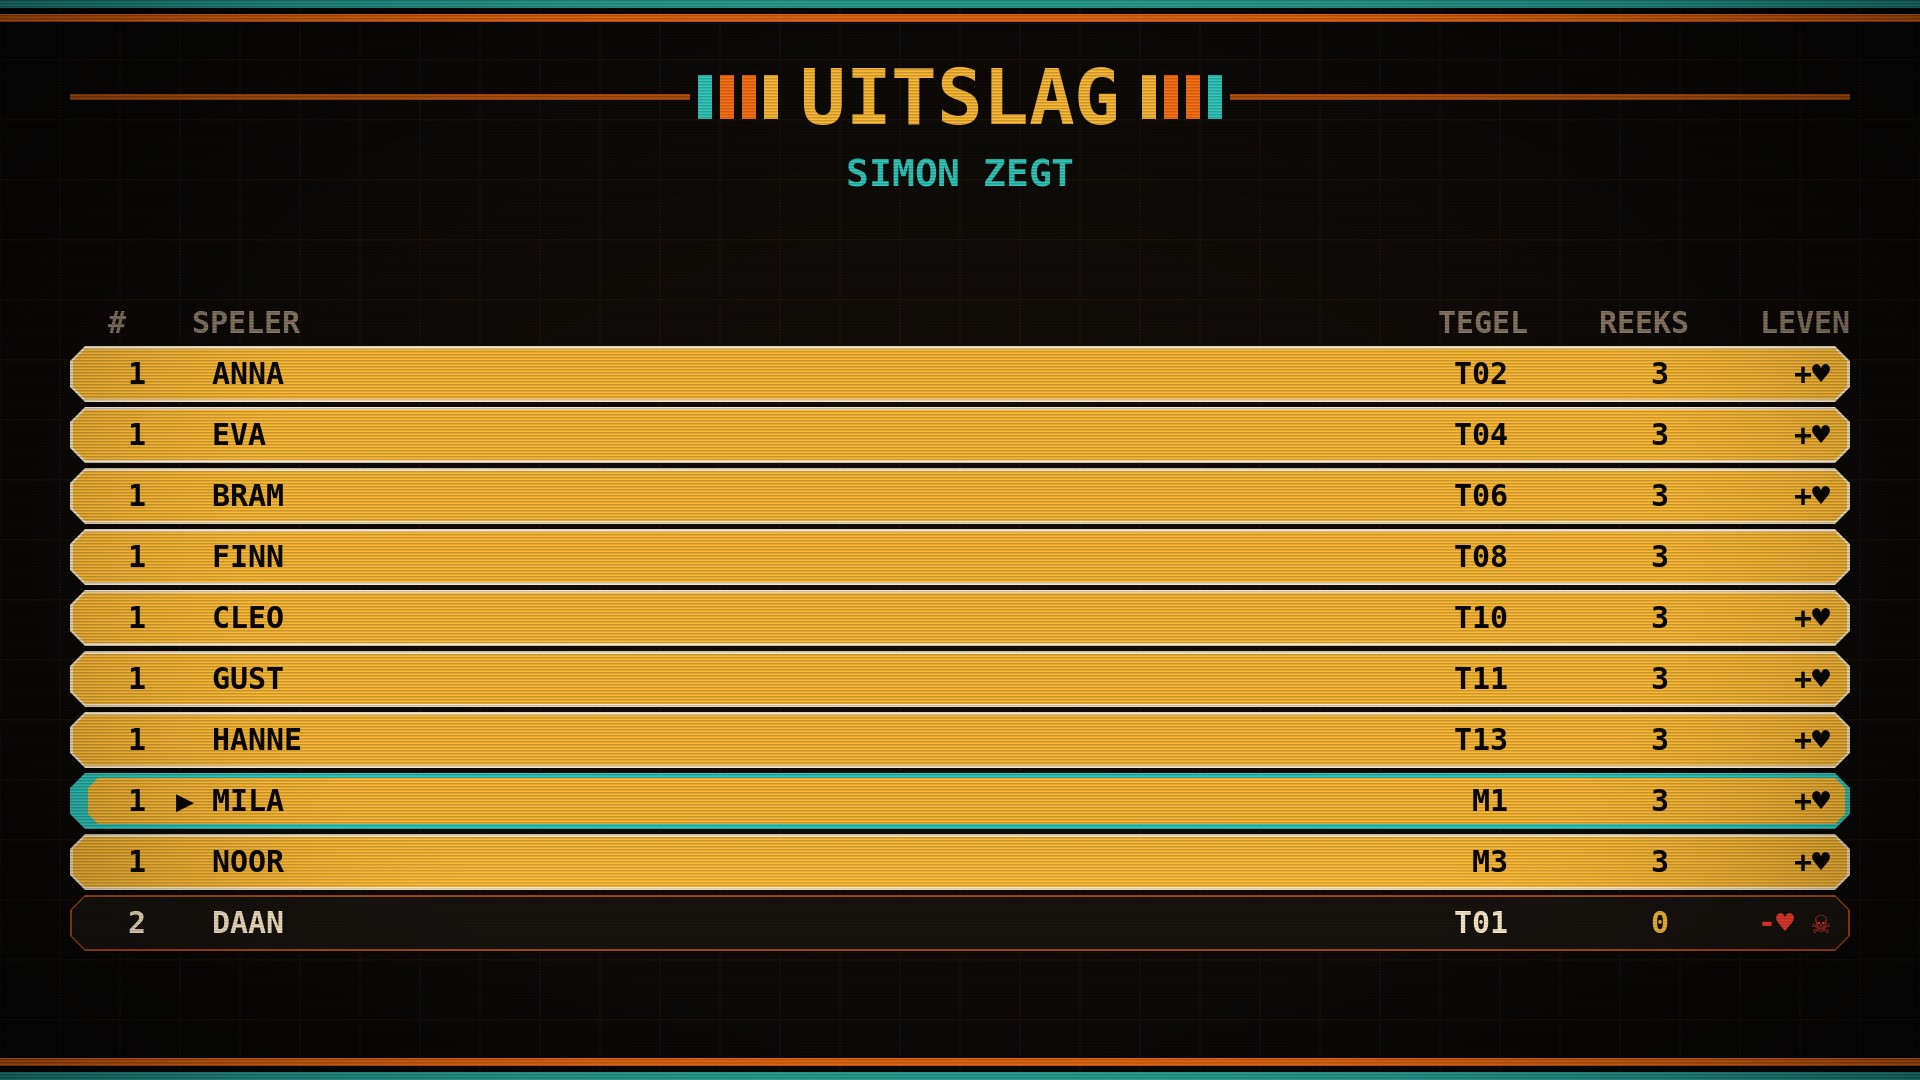 UITSLAG
SIMON ZEGT
# SPELER TEGEL REEKS LEVEN
1 ANNA T02 3 +♥
1 EVA T04 3 +♥
1 BRAM T06 3 +♥
1 FINN T08 3
1 CLEO T10 3 +♥
1 GUST T11 3 +♥
1 HANNE T13 3 +♥
1 ▶ MILA M1 3 +♥
1 NOOR M3 3 +♥
2 DAAN T01 0 -♥ ☠